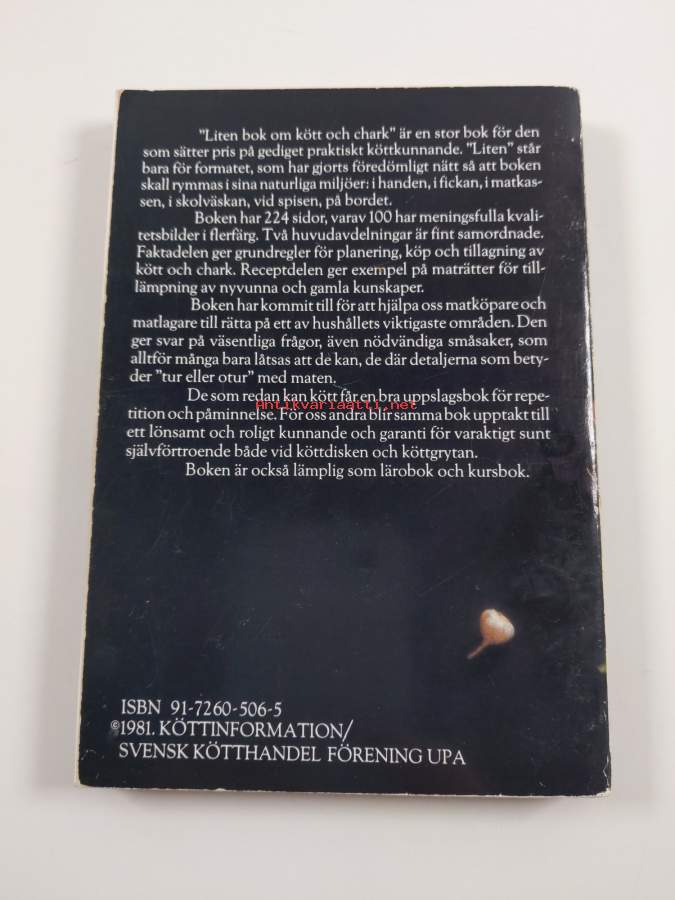 "Liten bok om kött och chark" är en stor bok för den
som sätter pris på gediget praktiskt köttkunnande. "Liten" står
bara för formatet, som har gjorts föredömligt nätt så att boken
skall rymmas i sina naturliga miljöer: i handen, i fickan, i matkas-
sen, i skolväskan, vid spisen, på bordet.
Boken har 224 sidor, varav 100 har meningsfulla kvali-
tetsbilder i flerfärg. Två huvudavdelningar är fint samordnade.
Faktadelen ger grundregler för planering, köp och tillagning av
kött och chark. Receptdelen ger exempel på maträtter för till-
lämpning av nyvunna och gamla kunskaper.
Boken har kommit till för att hjälpa oss matköpare och
matlagare till rätta på ett av hushållets viktigaste områden. Den
ger svar på väsentliga frågor, även nödvändiga småsaker, som
alltför många bara låtsas att de kan, de där detaljerna som bety-
der "tur eller otur" med maten.
De som redan kan kött får en bra uppslagsbok för repe-
Antikvariaatti.net
tition och påminnelse. För oss andra blir samma bok upptakt till
ett lönsamt och roligt kunnande och garanti för varaktigt sunt
självförtroende både vid köttdisken och köttgrytan.
Boken är också lämplig som lärobok och kursbok.
ISBN 91-7260-506-5
©1981. KÖTTINFORMATION/
SVENSK KÖTTHANDEL FÖRENING UPA